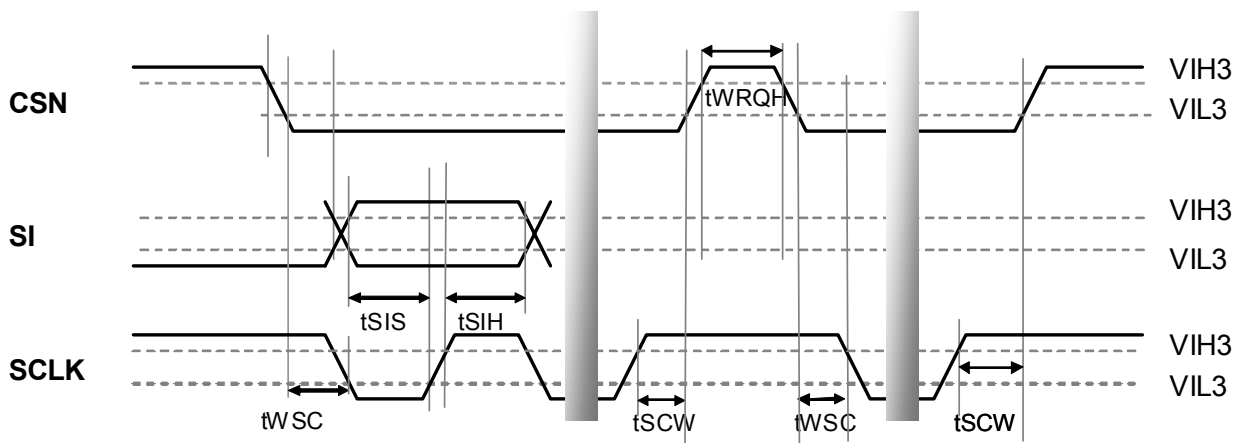 VIH3
CSN
VIL3
tWRQH
VIH3
SI
VIL3
tSIS
tSIH
VIH3
SCLK
VIL3
tWSC
tSCW
tWSC
tSCW